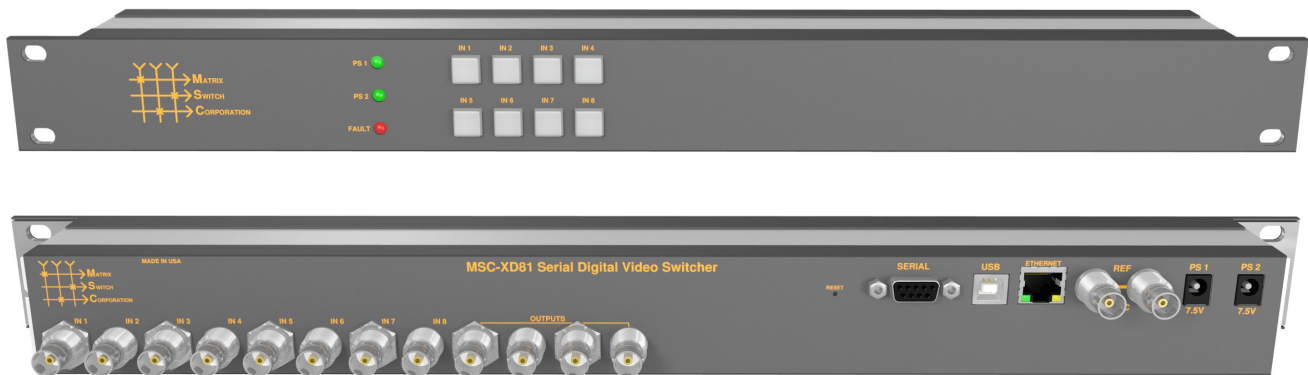 IN 1 IN 2 IN 3 IN 4
PS 1
MATRIX
PS 2
SWITCH
IN 5 IN 6 IN 7 IN 8
CORPORATION
FAULT
MADE IN USA
MSC-XD81 Serial Digital Video Switcher
SERIAL
USB
ETHERNET
REF
PS 1
PS 2
MATRIX
SWITCH
CORPORATION
RESET
7.5V
7.5V
IN 1 IN 2 IN 3 IN 4 IN 5 IN 6 IN 7 IN 8 OUTPUTS